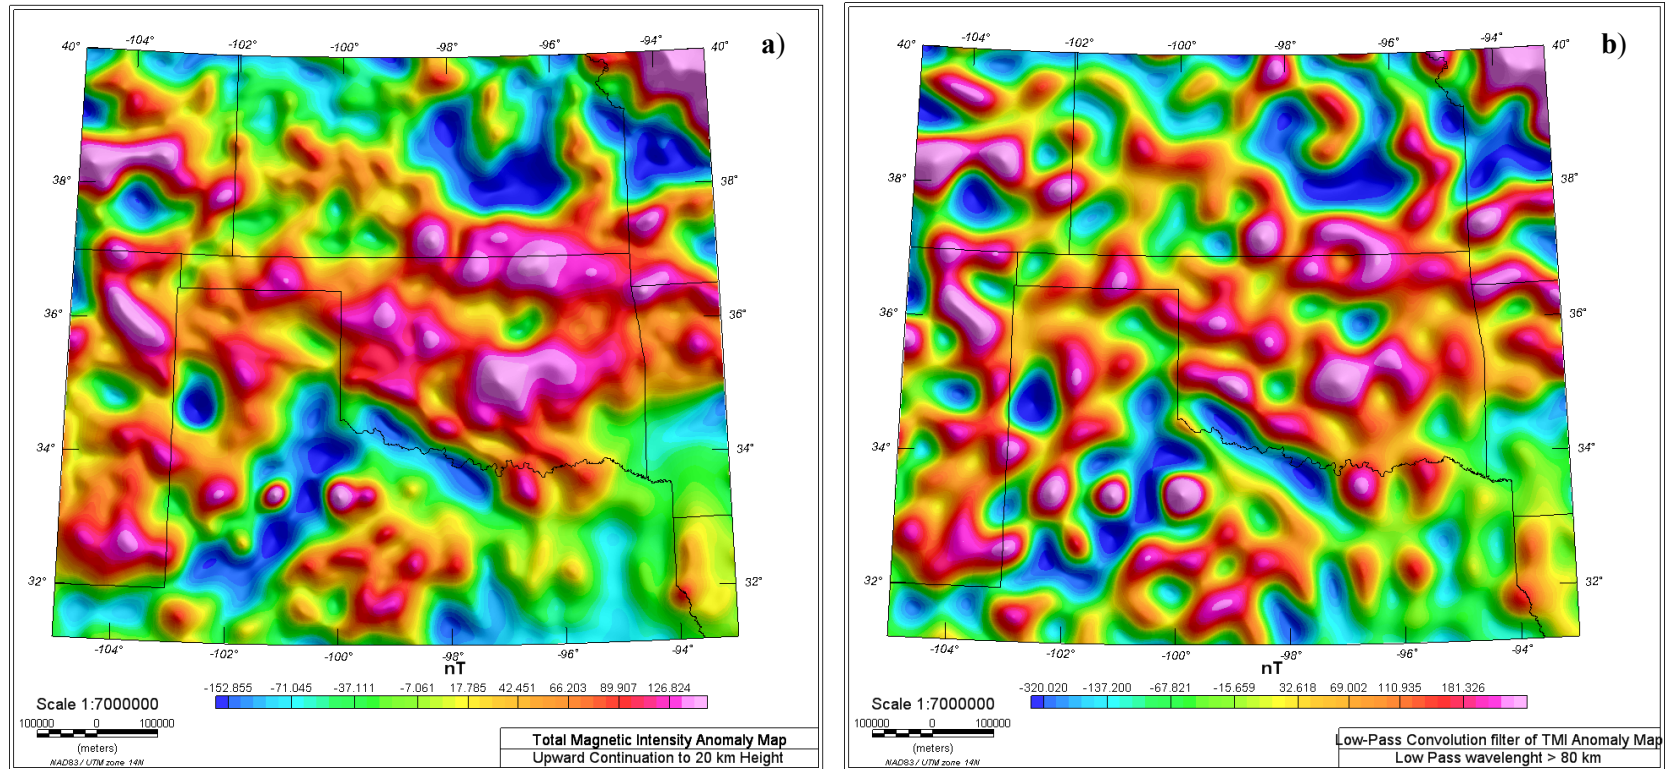 a)
-104° -102° -100° -98° -96° -94°
40° 40°
38° 38°
36° 36°
34° 34°
32° 32°
-104° -102° -100° -98° -96° -94°
nT
-152.855 -71.045 -37.111 -7.061 17.785 42.451 66.203 89.907 126.824
Scale 1:7000000
100000 0 100000
(meters)
NAD83 / UTM zone 14N
Total Magnetic Intensity Anomaly Map
Upward Continuation to 20 km Height
b)
-104° -102° -100° -98° -96° -94°
40° 40°
38° 38°
36° 36°
34° 34°
32° 32°
-104° -102° -100° -98° -96° -94°
nT
-320.020 -137.200 -67.821 -15.659 32.618 69.002 110.935 181.326
Scale 1:7000000
100000 0 100000
(meters)
NAD83 / UTM zone 14N
Low-Pass Convolution filter of TMI Anomaly Map
Low Pass wavelenght > 80 km